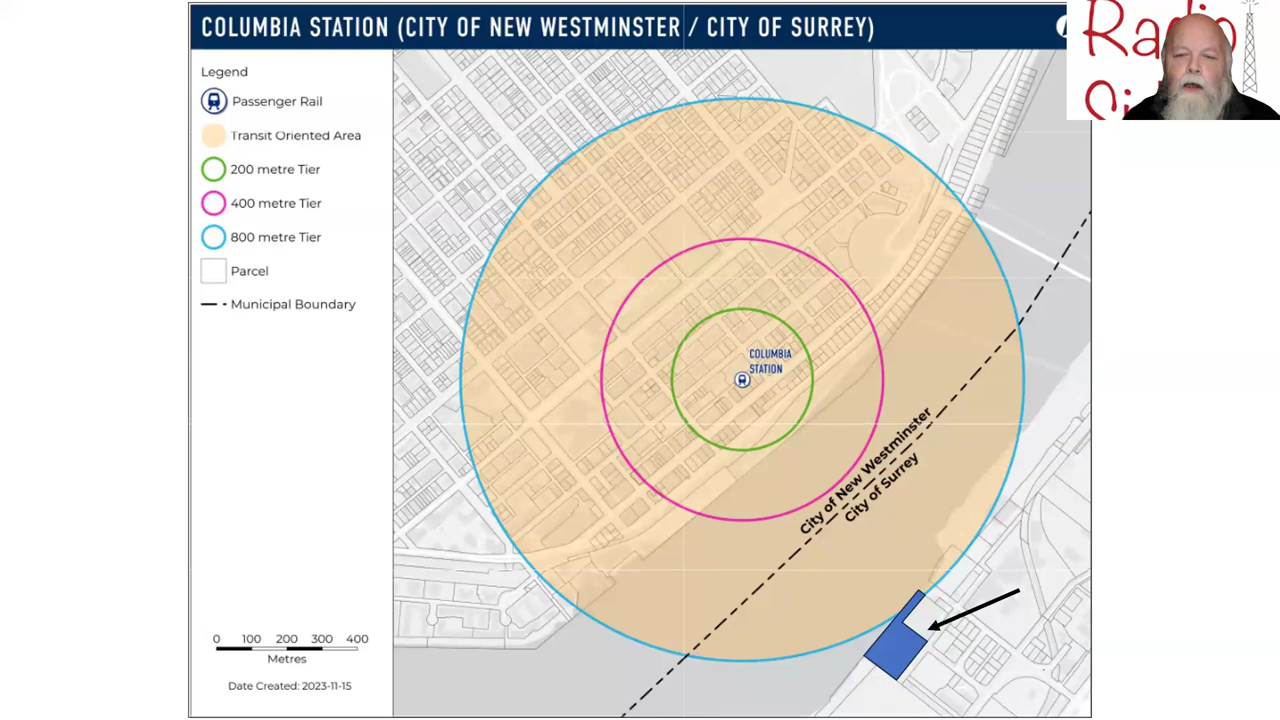 COLUMBIA STATION (CITY OF NEW WESTMINSTER / CITY OF SURREY)
Legend
Passenger Rail
Transit Oriented Area
200 metre Tier
400 metre Tier
800 metre Tier
Parcel
Municipal Boundary
0 100 200 300 400
Metres
Date Created: 2023-11-15
COLUMBIA
STATION
City of New Westminster
City of Surrey